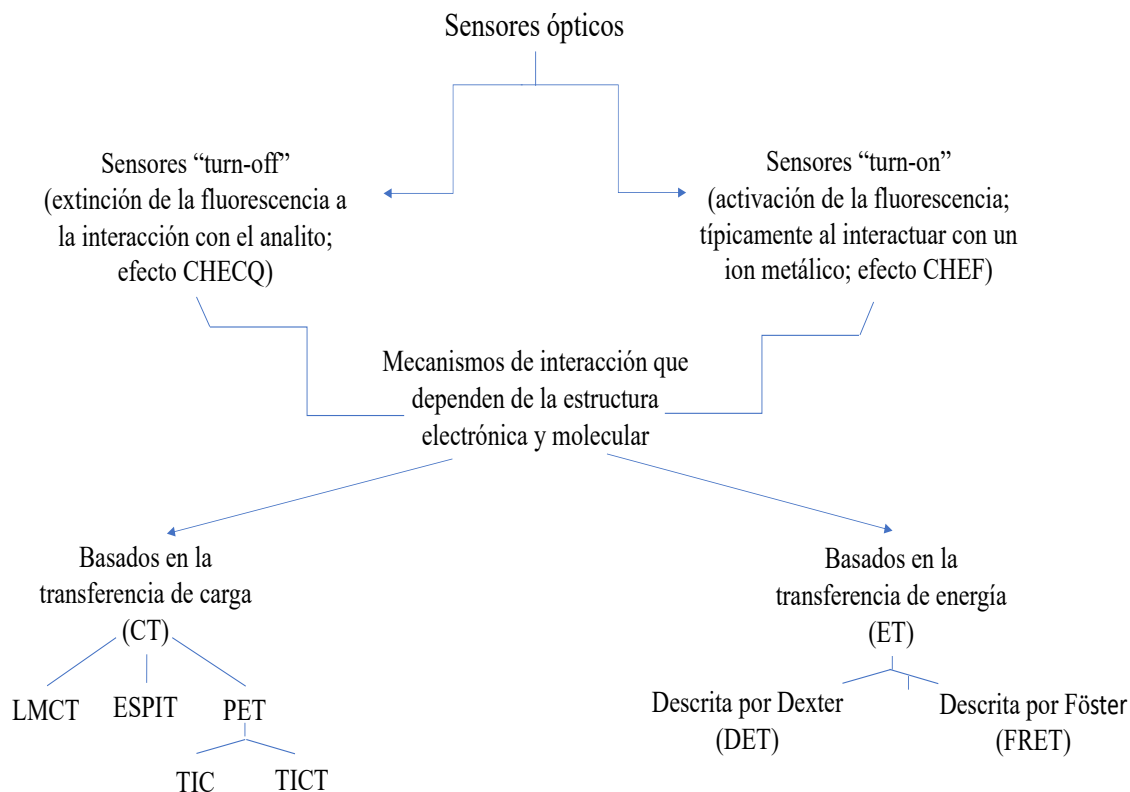 Sensores ópticos
Sensores “turn-off”
(extinción de la fluorescencia a
la interacción con el analito;
efecto CHECQ)
Sensores “turn-on”
(activación de la fluorescencia;
típicamente al interactuar con un
ion metálico; efecto CHEF)
Mecanismos de interacción que
dependen de la estructura
electrónica y molecular
Basados en la
transferencia de carga
(CT)
LMCT
ESPIT
PET
TIC
TICT
Basados en la
transferencia de energía
(ET)
Descrita por Dexter
(DET)
Descrita por Föster
(FRET)